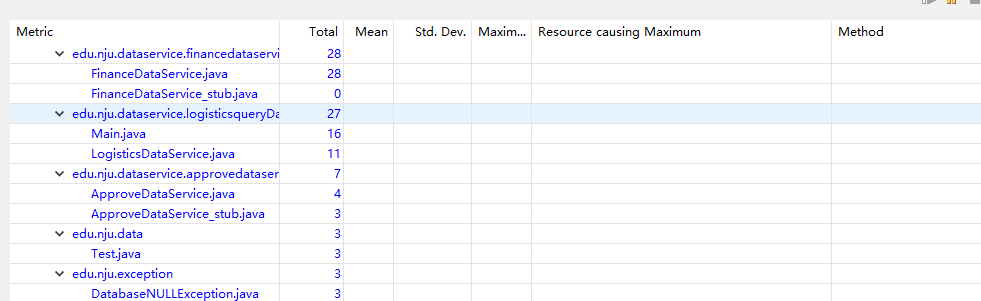 Metric Total Mean Std. Dev. Maxim... Resource causing Maximum Method
edu.nju.dataservice.financedataservi 28
FinanceDataService.java 28
FinanceDataService_stub.java 0
edu.nju.dataservice.logisticsqueryDa 27
Main.java 16
LogisticsDataService.java 11
edu.nju.dataservice.approvedataser 7
ApproveDataService.java 4
ApproveDataService_stub.java 3
edu.nju.data 3
Test.java 3
edu.nju.exception 3
DatabaseNULLException.java 3